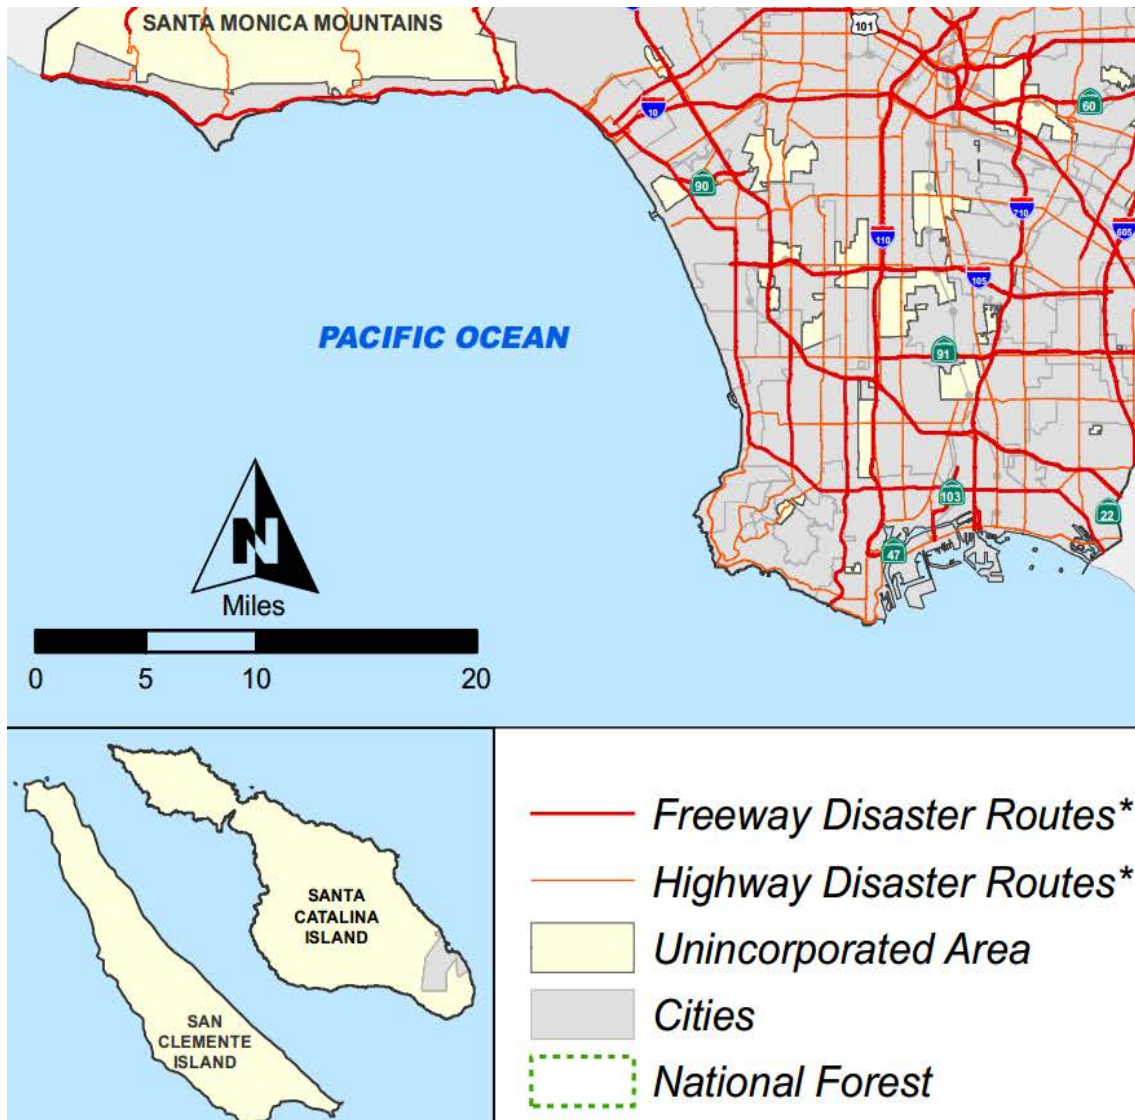 SANTA MONICA MOUNTAINS
101
10
60
90
710
605
110
105
91
PACIFIC OCEAN
103
22
47
N
Miles
0 5 10 20
SANTA
CATALINA
ISLAND
SAN
CLEMENTE
ISLAND
Freeway Disaster Routes*
Highway Disaster Routes*
Unincorporated Area
Cities
National Forest